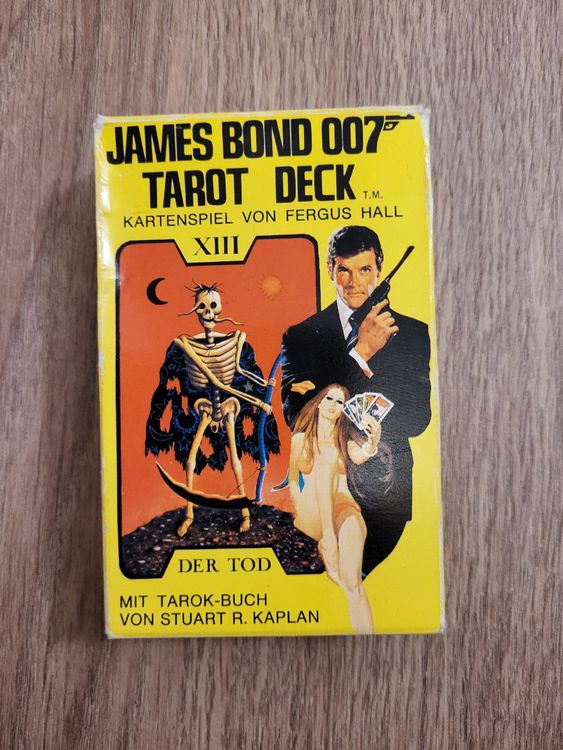 JAMES BOND 007
TAROT DECK T.M.
KARTENSPIEL VON FERGUS HALL
XIII
DER TOD
MIT TAROK-BUCH
VON STUART R. KAPLAN